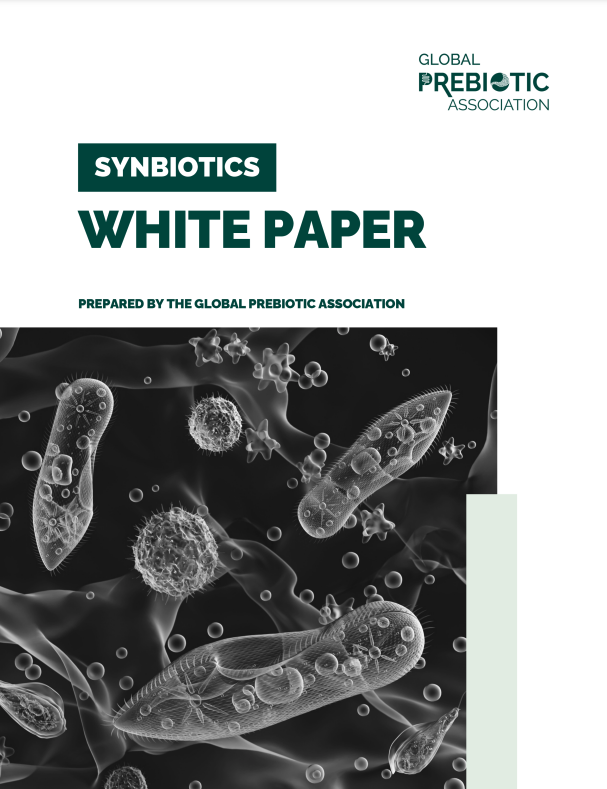 GLOBAL
PREBIOTIC
ASSOCIATION
SYNBIOTICS
WHITE PAPER
PREPARED BY THE GLOBAL PREBIOTIC ASSOCIATION